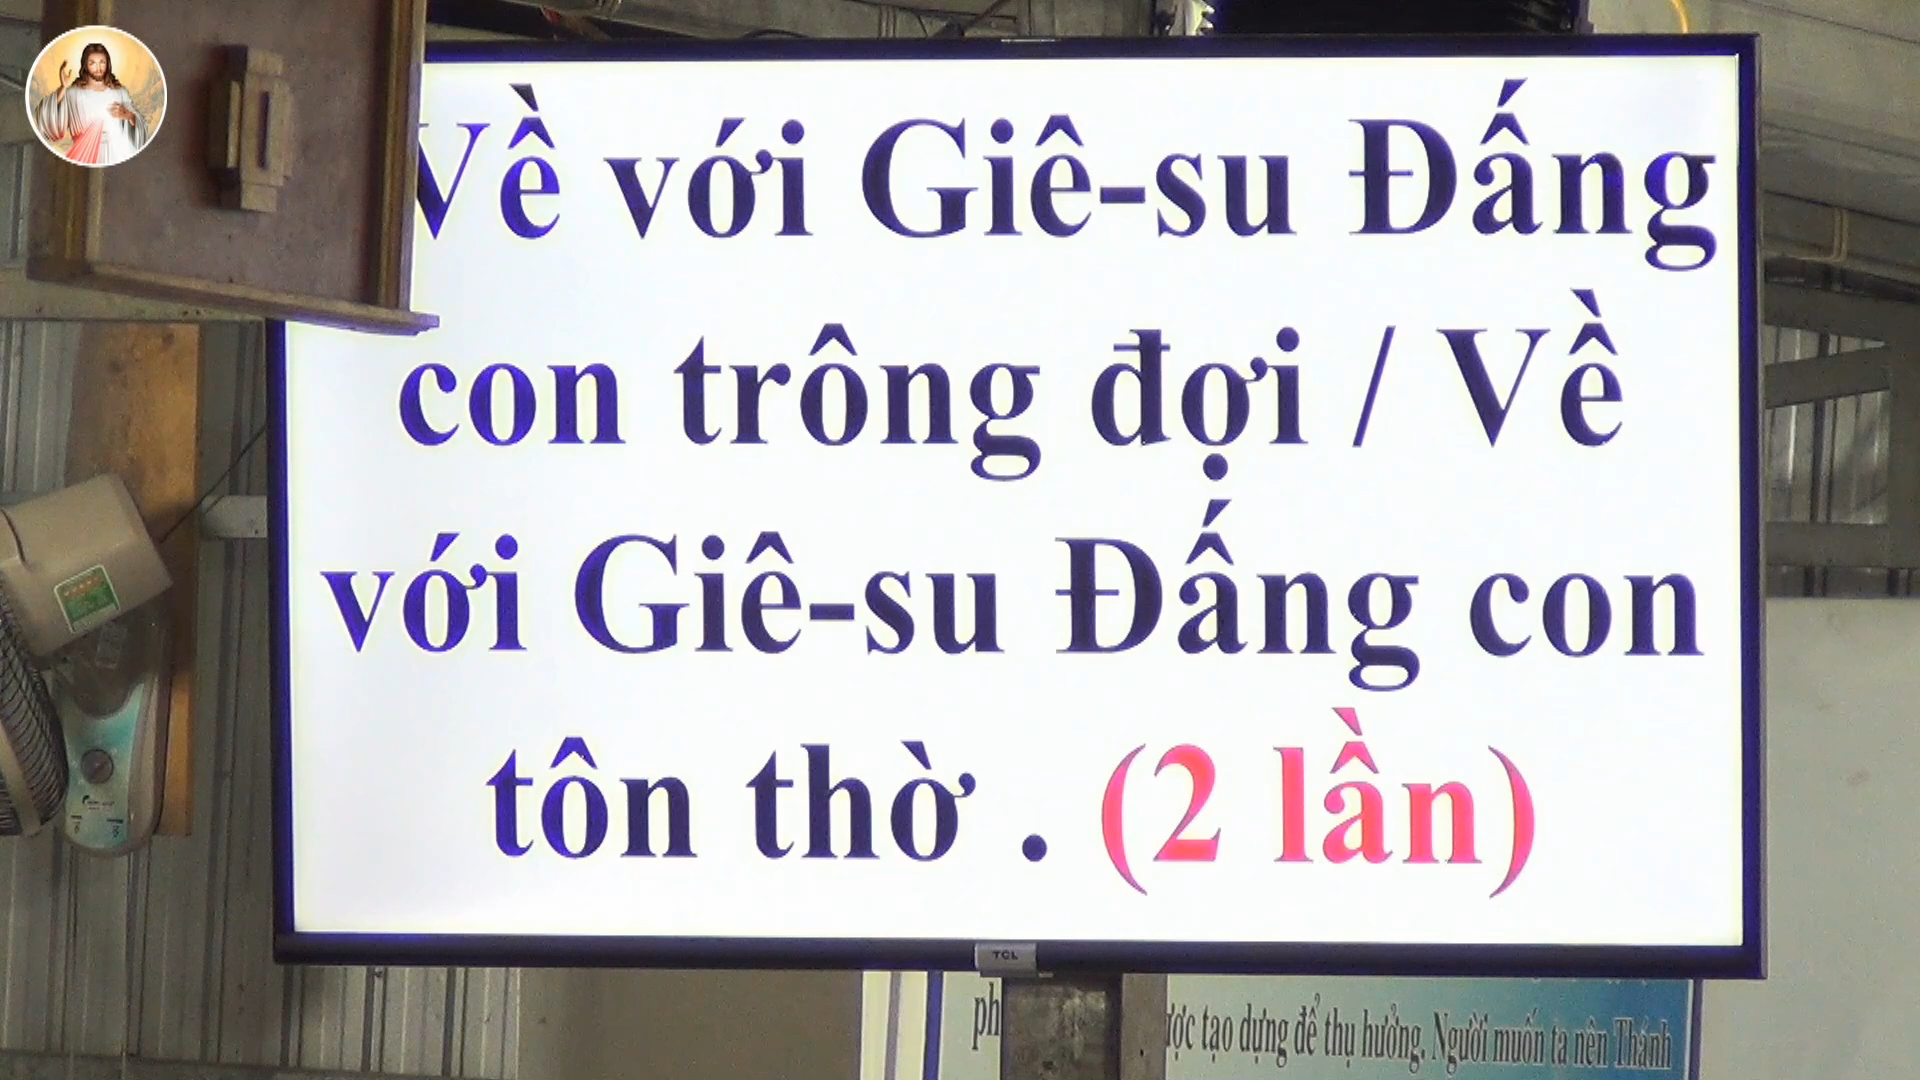 Về với Giê-su Đấng
con trông đợi / Về
với Giê-su Đấng con
tôn thờ . (2 lần)
TCL
tạo dựng để thụ hưởng. Người muốn ta nên Thánh